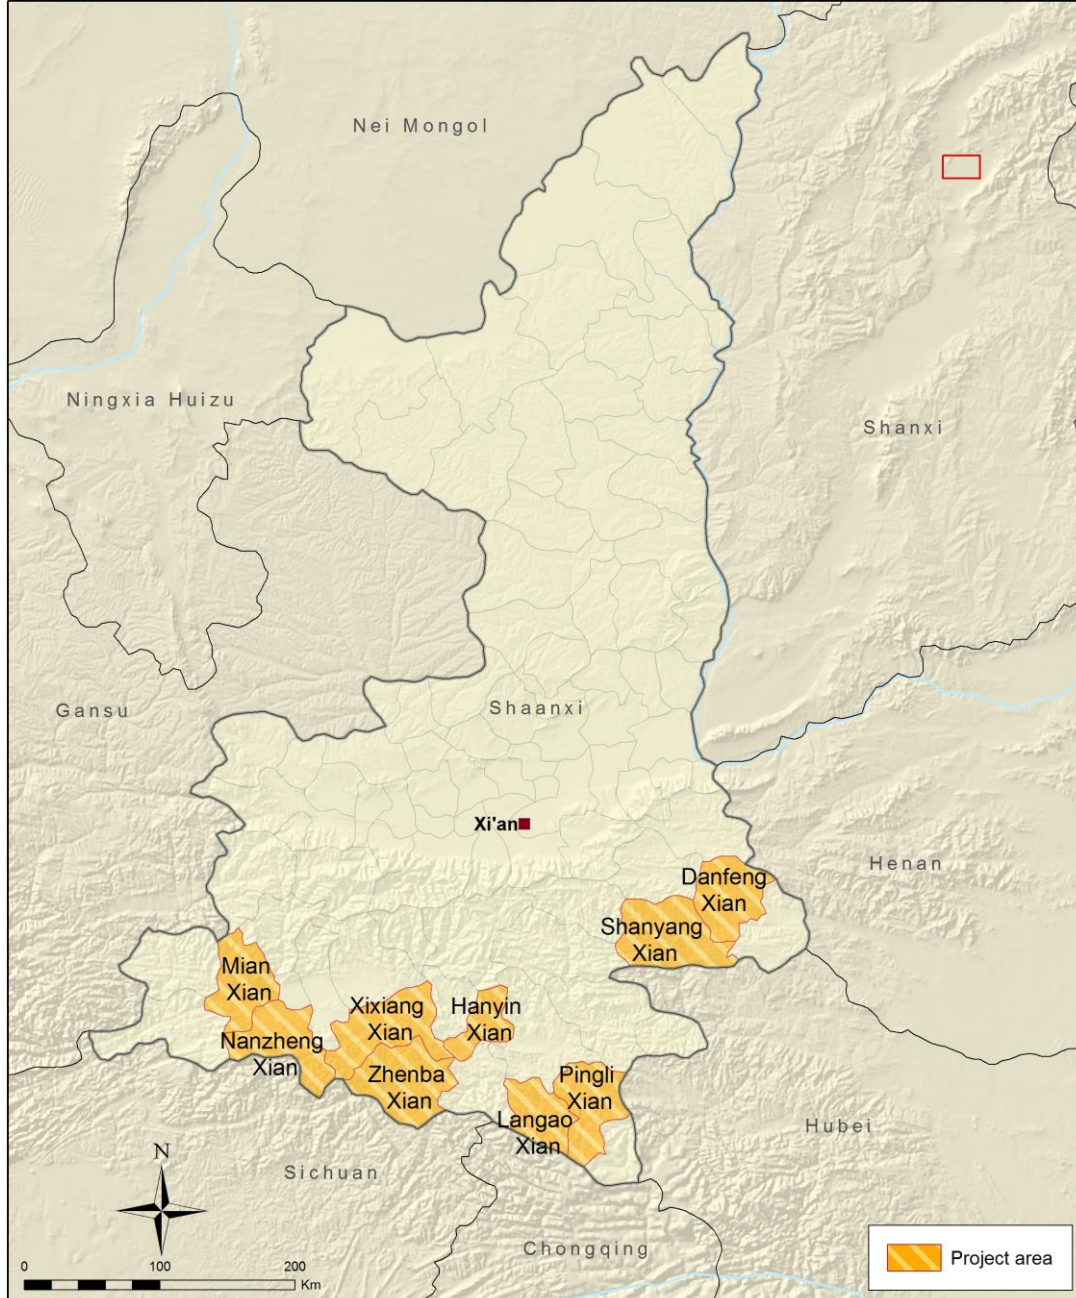 Nei Mongol
Ningxia Huizu
Shanxi
Gansu
Shaanxi
Xi'an
Henan
Danfeng
Xian
Shanyang
Xian
Mian
Xian
Xixiang
Xian
Hanyin
Xian
Nanzheng
Xian
Zhenba
Xian
Pingli
Xian
Langao
Xian
Hubei
N
Sichuan
Chongqing
Project area
0 100 200
Km